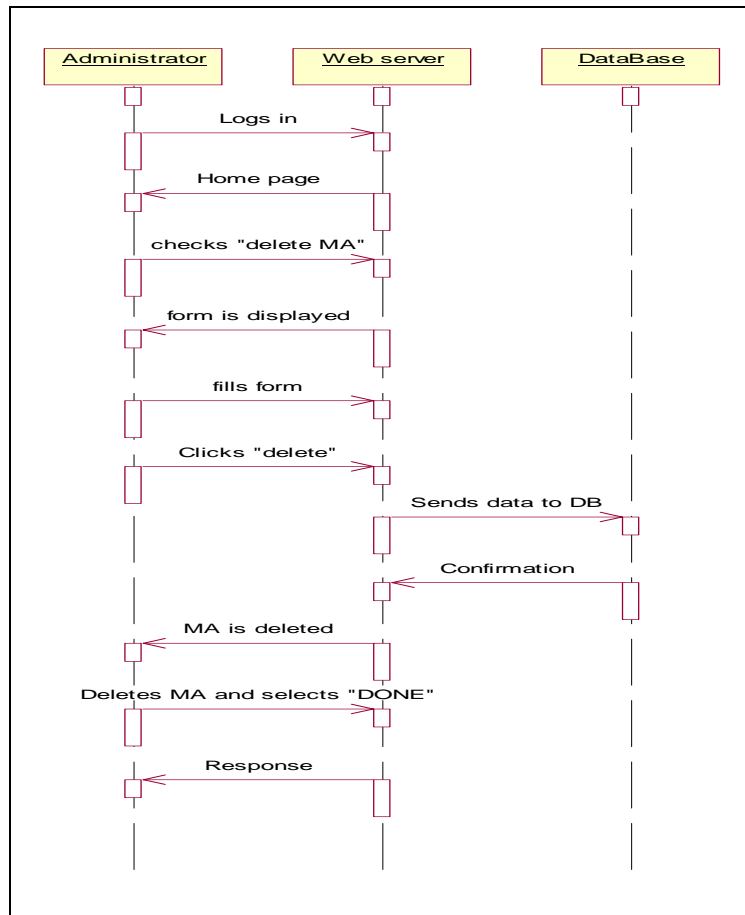 Administrator
Web server
DataBase
Logs in
Home page
checks "delete MA"
form is displayed
fills form
Clicks "delete"
Sends data to DB
Confirmation
MA is deleted
Deletes MA and selects "DONE"
Response